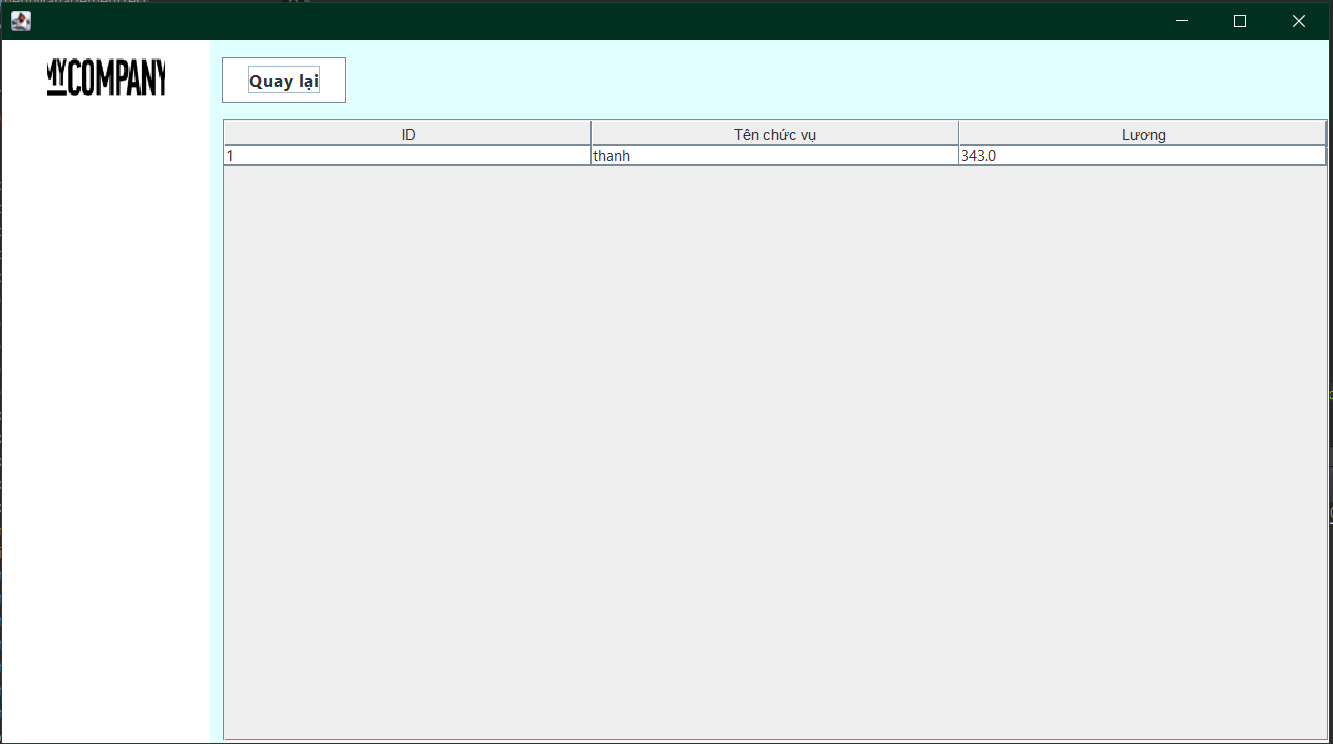 MYCOMPANY
Quay lại
ID Tên chức vụ Lương
1 thanh 343.0